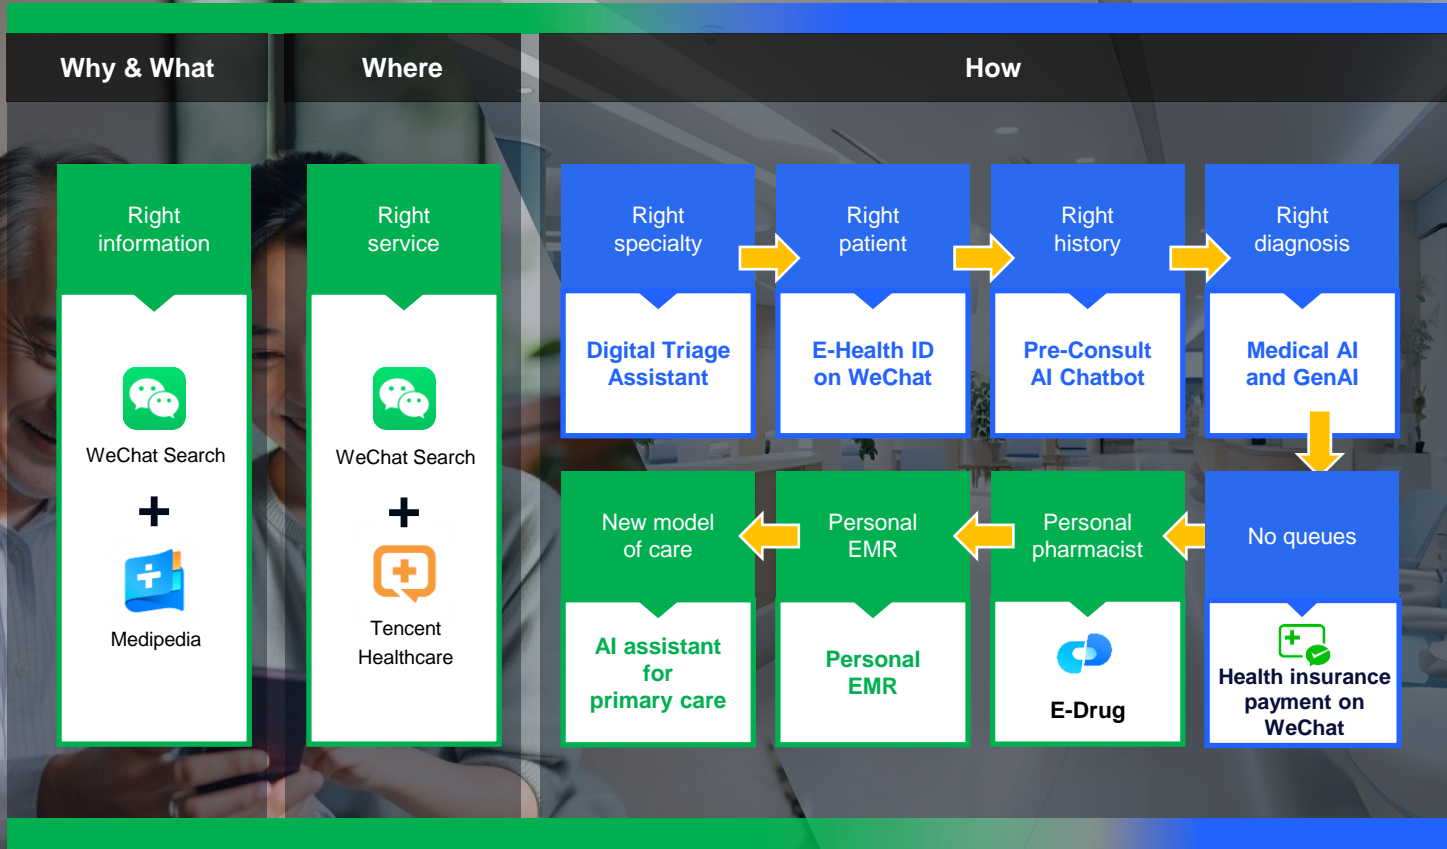 Why & What
Where
How
Right
information
WeChat Search
+
Medipedia
Right
service
WeChat Search
+
Tencent
Healthcare
Right
specialty
Digital Triage
Assistant
Right
patient
E-Health ID
on WeChat
Right
history
Pre-Consult
AI Chatbot
Right
diagnosis
Medical AI
and GenAI
No queues
Health insurance
payment on
WeChat
Personal
pharmacist
E-Drug
Personal
EMR
Personal
EMR
New model
of care
AI assistant
for
primary care